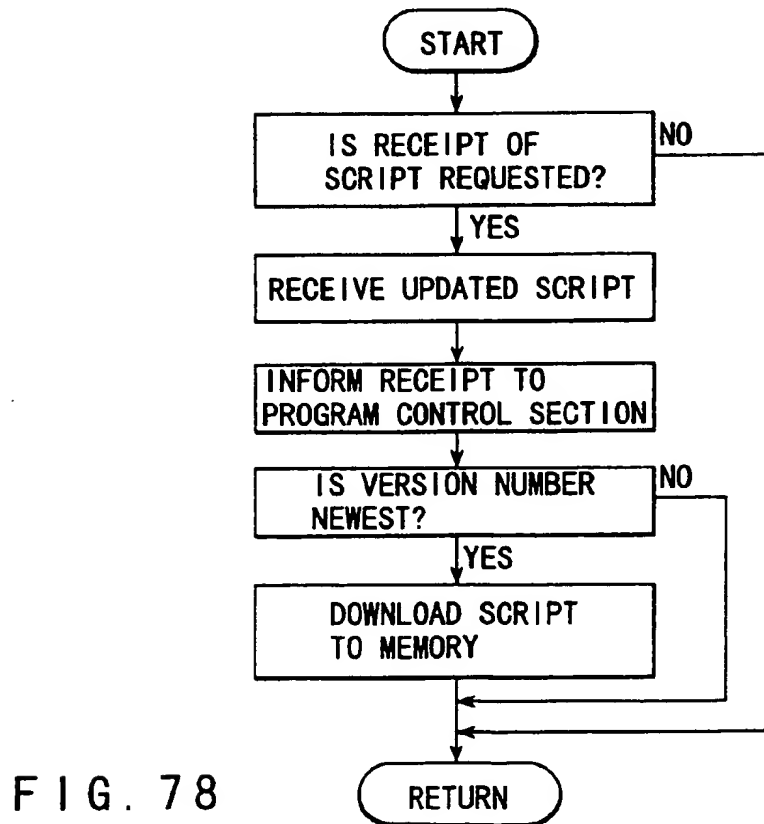 START
IS RECEIPT OF
SCRIPT REQUESTED?
NO
YES
RECEIVE UPDATED SCRIPT
INFORM RECEIPT TO
PROGRAM CONTROL SECTION
IS VERSION NUMBER
NEWEST?
NO
YES
DOWNLOAD SCRIPT
TO MEMORY
RETURN
FIG. 78